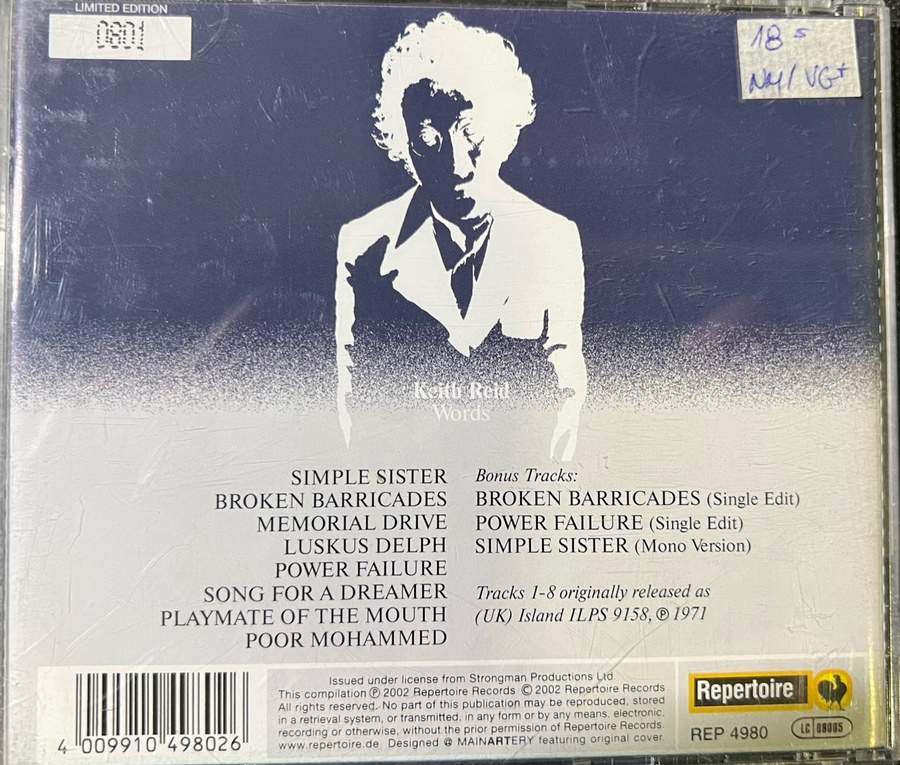 LIMITED EDITION
0801
18 s
NM/ VG+
Keith Reid
Words
SIMPLE SISTER
BROKEN BARRICADES
MEMORIAL DRIVE
LUSKUS DELPH
POWER FAILURE
SONG FOR A DREAMER
PLAYMATE OF THE MOUTH
POOR MOHAMMED
Bonus Tracks:
BROKEN BARRICADES (Single Edit)
POWER FAILURE (Single Edit)
SIMPLE SISTER (Mono Version)
Tracks 1-8 originally released as
(UK) Island ILPS 9158, ℗ 1971
4 009910 498026
Issued under license from Strongman Productions Ltd.
This compilation ℗ 2002 Repertoire Records © 2002 Repertoire Records
All rights reserved. No part of this publication may be reproduced, stored
in a retrieval system, or transmitted, in any form or by any means, electronic,
recording or otherwise, without the prior permission of Repertoire Records.
www.repertoire.de Designed @ MAINARTERY featuring original cover.
Repertoire
REP 4980
LC 08005